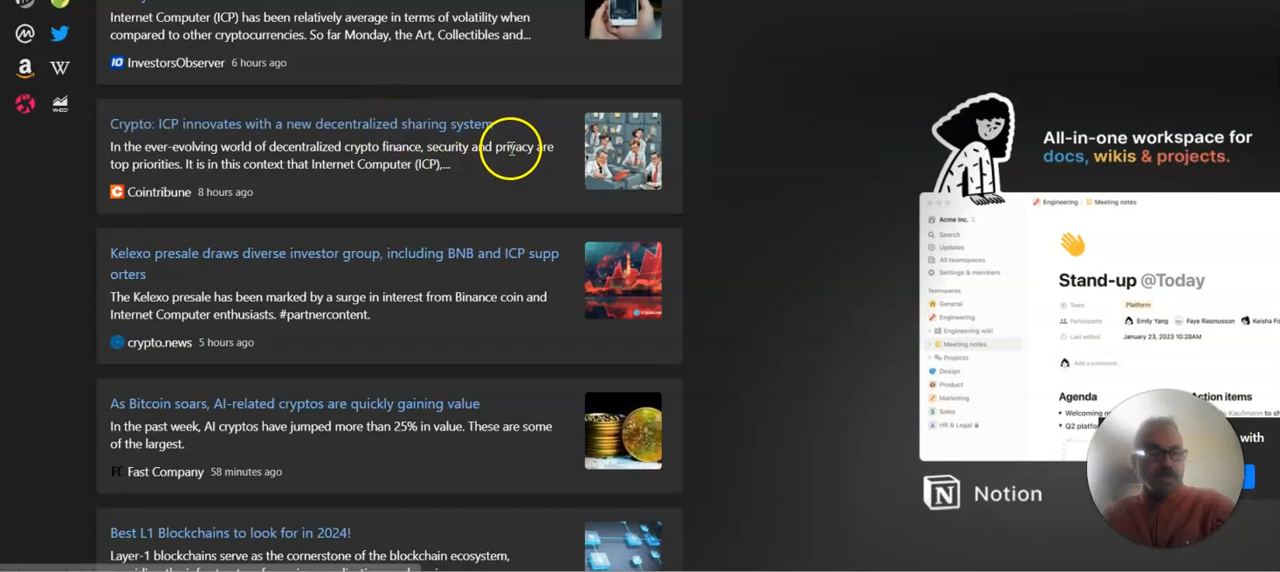 Internet Computer (ICP) has been relatively average in terms of volatility when
compared to other cryptocurrencies. So far Monday, the Art, Collectibles and...
InvestorsObserver 6 hours ago
Crypto: ICP innovates with a new decentralized sharing system
In the ever-evolving world of decentralized crypto finance, security and privacy are
top priorities. It is in this context that Internet Computer (ICP),...
Cointribune 8 hours ago
Kelexo presale draws diverse investor group, including BNB and ICP supp
orters
The Kelexo presale has been marked by a surge in interest from Binance coin and
Internet Computer enthusiasts. #partnercontent.
crypto.news 5 hours ago
As Bitcoin soars, AI-related cryptos are quickly gaining value
In the past week, AI cryptos have jumped more than 25% in value. These are some
of the largest.
FC Fast Company 58 minutes ago
Best L1 Blockchains to look for in 2024!
Layer-1 blockchains serve as the cornerstone of the blockchain ecosystem,
All-in-one workspace for
docs, wikis & projects.
Acme Inc.
Search
Updates
All teamspaces
Settings & members
Teamspaces
General
Engineering
Engineering wiki
Meeting notes
Projects
Design
Product
Marketing
Sales
HR & Legal
Engineering / Meeting notes
Stand-up @Today
Team Platform
Participants Emily Yang Faye Rasmusson Keisha Fo
Last edited January 23, 2023 10:28AM
Add a comment...
Agenda
Action items
Welcoming
Q2 platfo
Kaufmann to s
with
Notion